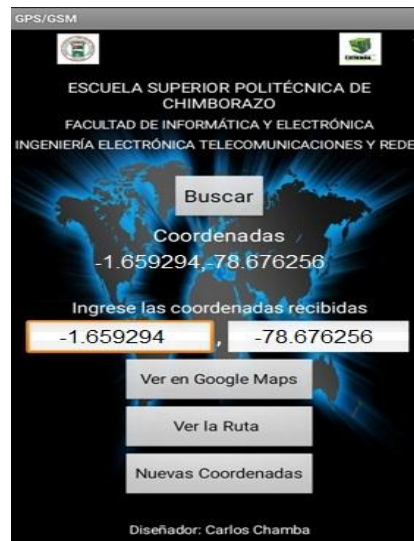 GPS/GSM
ESCUELA SUPERIOR POLITÉCNICA DE
CHIMBORAZO
FACULTAD DE INFORMÁTICA Y ELECTRÓNICA
INGENIERÍA ELECTRÓNICA TELECOMUNICACIONES Y REDE
Buscar
Coordenadas
-1.659294,-78.676256
Ingrese las coordenadas recibidas
-1.659294 , -78.676256
Ver en Google Maps
Ver la Ruta
Nuevas Coordenadas
Diseñador: Carlos Chamba